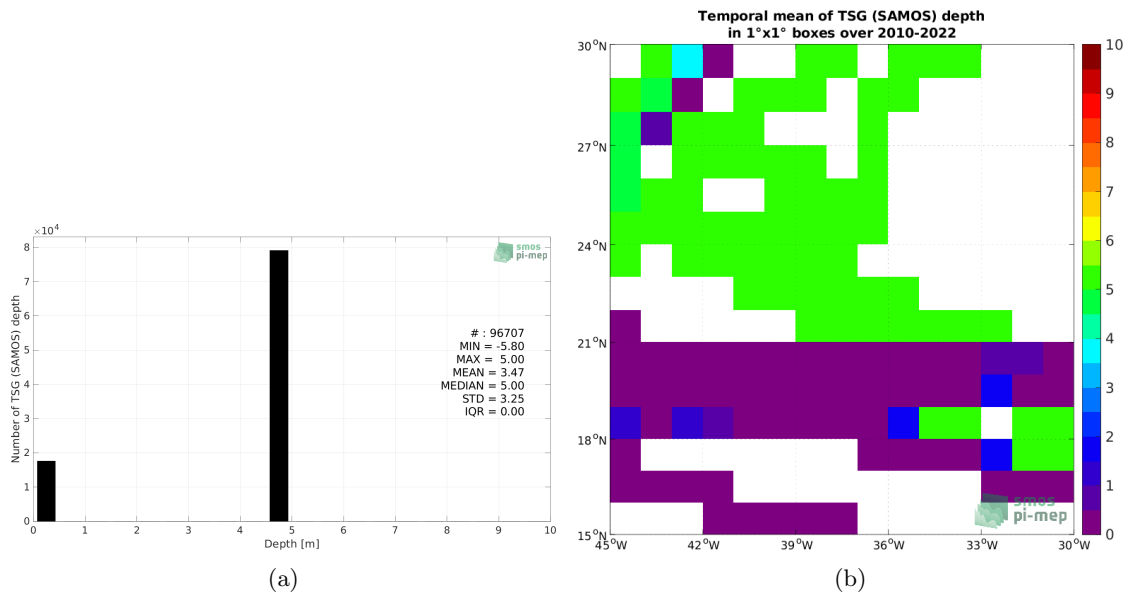 ×10⁴
8
7
6
5
4
3
2
1
0
Number of TSG (SAMOS) depth
smos
pi-mep
# : 96707
MIN = -5.80
MAX = 5.00
MEAN = 3.47
MEDIAN = 5.00
STD = 3.25
IQR = 0.00
0 1 2 3 4 5 6 7 8 9 10
Depth [m]
(a)
Temporal mean of TSG (SAMOS) depth
in 1°x1° boxes over 2010-2022
30°N
27°N
24°N
21°N
18°N
15°N
45°W 42°W 39°W 36°W 33°W 30°W
smos
pi-mep
10
9
8
7
6
5
4
3
2
1
0
(b)